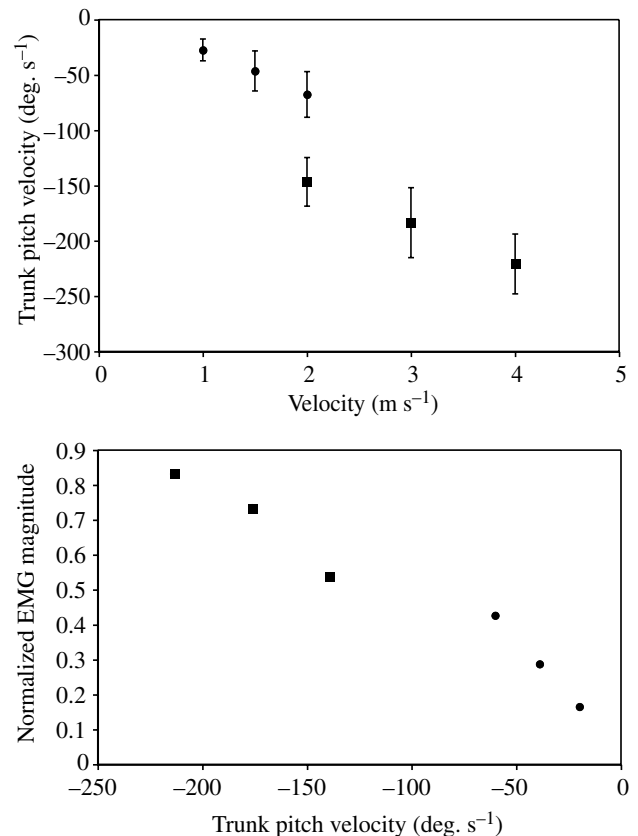 0
–50
–100
–150
–200
–250
–300
Trunk pitch velocity (deg. s–1)
0 1 2 3 4 5
Velocity (m s–1)
0.9
0.8
0.7
0.6
0.5
0.4
0.3
0.2
0.1
0
Normalized EMG magnitude
–250 –200 –150 –100 –50 0
Trunk pitch velocity (deg. s–1)